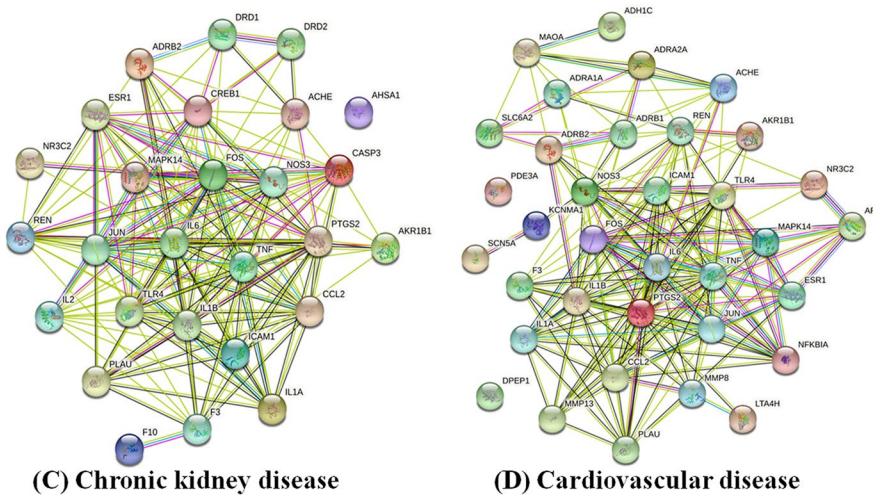 DRD1
DRD2
ADRB2
ESR1
CREB1
ACHE
AHSA1
NR3C2
MAPK14
FOS
NOS3
CASP3
REN
JUN
IL6
TNF
PTGS2
AKR1B1
IL2
TLR4
IL1B
CCL2
ICAM1
PLAU
IL1A
F3
F10
(C) Chronic kidney disease
ADH1C
MAOA
ADRA2A
ACHE
ADRA1A
SLC6A2
ADRB2
ADRB1
REN
AKR1B1
PDE3A
NOS3
ICAM1
TLR4
NR3C2
KCNMA1
FOS
MAPK14
SCN5A
IL6
TNF
F3
IL1B
ESR1
PTGS2
IL1A
JUN
NFKBIA
CCL2
DPEP1
MMP8
MMP13
LTA4H
PLAU
(D) Cardiovascular disease